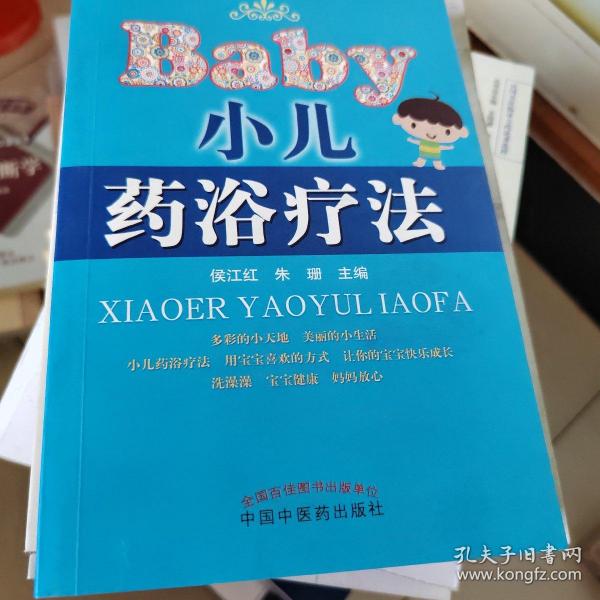 Baby
小儿
药浴疗法
侯江红 朱 珊 主编
XIAOER YAOYULIAOFA
多彩的小天地 美丽的小生活
小儿药浴疗法 用宝宝喜欢的方式 让你的宝宝快乐成长
洗澡澡 宝宝健康 妈妈放心
全国百佳图书出版单位
中国中医药出版社
断学
孔夫子旧书网
www.kongfz.com